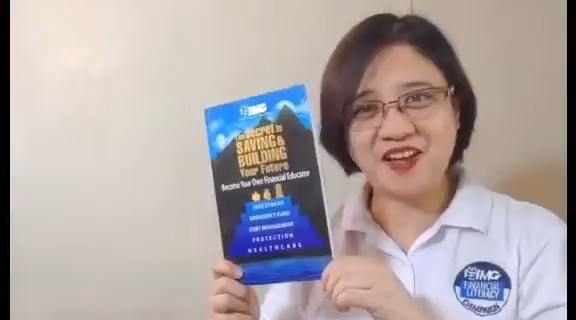 IMG
The Secret to
SAVING &
BUILDING
Your Future
Become Your Own Financial Educator
INVESTMENT
EMERGENCY FUND
DEBT MANAGEMENT
PROTECTION
HEALTHCARE
IMG
FINANCIAL
LITERACY
CAMPAIGN